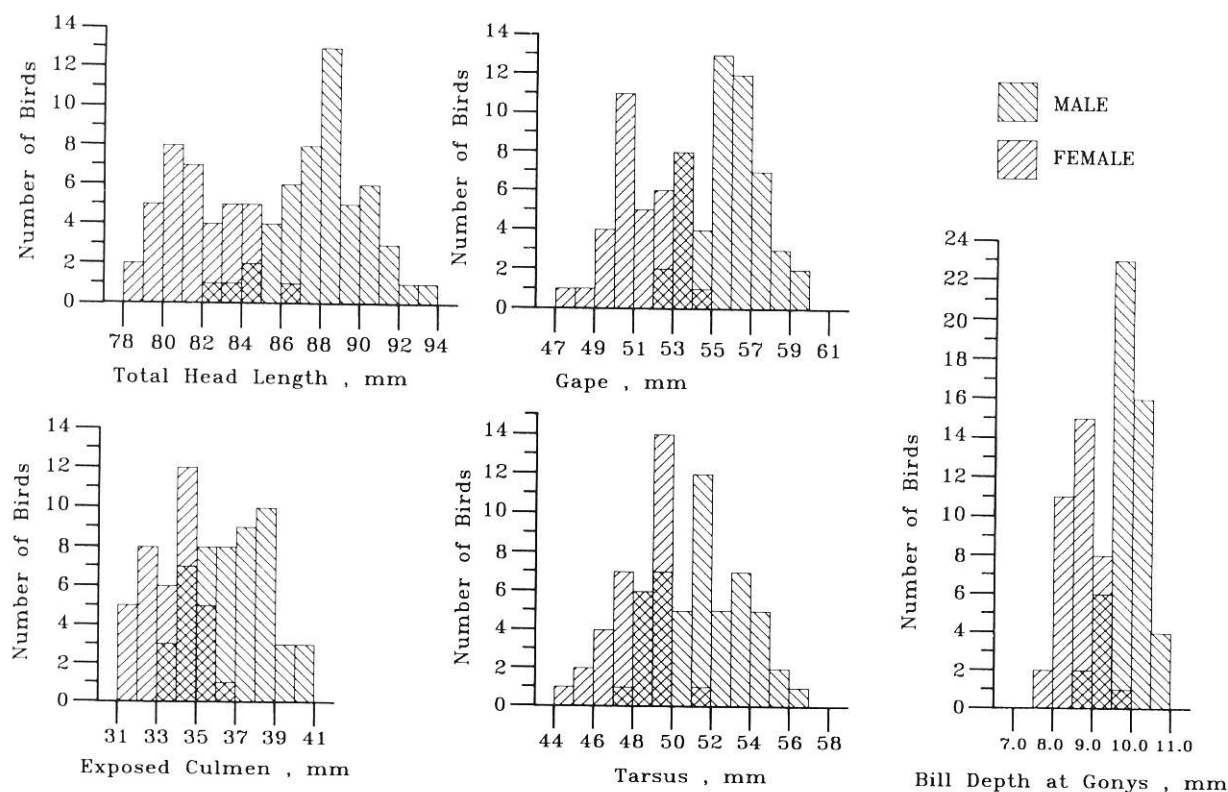 Number of Birds
14
12
10
8
6
4
2
0
78 80 82 84 86 88 90 92 94
Total Head Length , mm
Number of Birds
14
12
10
8
6
4
2
0
47 49 51 53 55 57 59 61
Gape , mm
MALE
FEMALE
Number of Birds
14
12
10
8
6
4
2
0
31 33 35 37 39 41
Exposed Culmen , mm
Number of Birds
14
12
10
8
6
4
2
0
44 46 48 50 52 54 56 58
Tarsus , mm
Number of Birds
24
22
20
18
16
14
12
10
8
6
4
2
0
7.0 8.0 9.0 10.0 11.0
Bill Depth at Gonys , mm